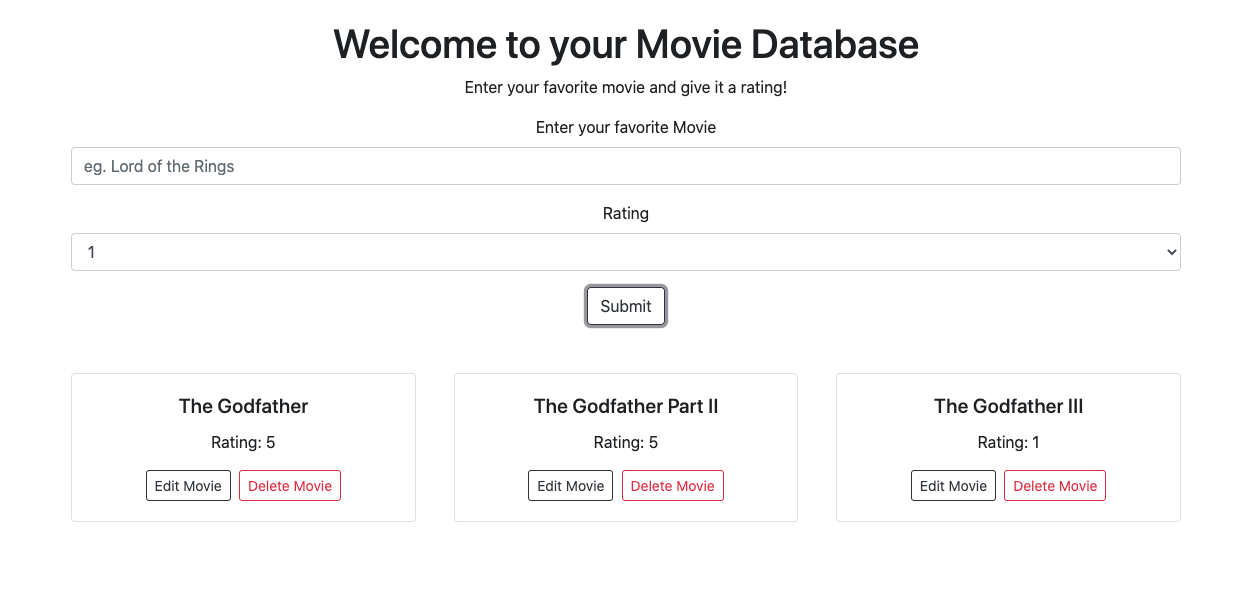 Welcome to your Movie Database
Enter your favorite movie and give it a rating!
Enter your favorite Movie
eg. Lord of the Rings
Rating
1
Submit
The Godfather
Rating: 5
Edit Movie Delete Movie
The Godfather Part II
Rating: 5
Edit Movie Delete Movie
The Godfather III
Rating: 1
Edit Movie Delete Movie